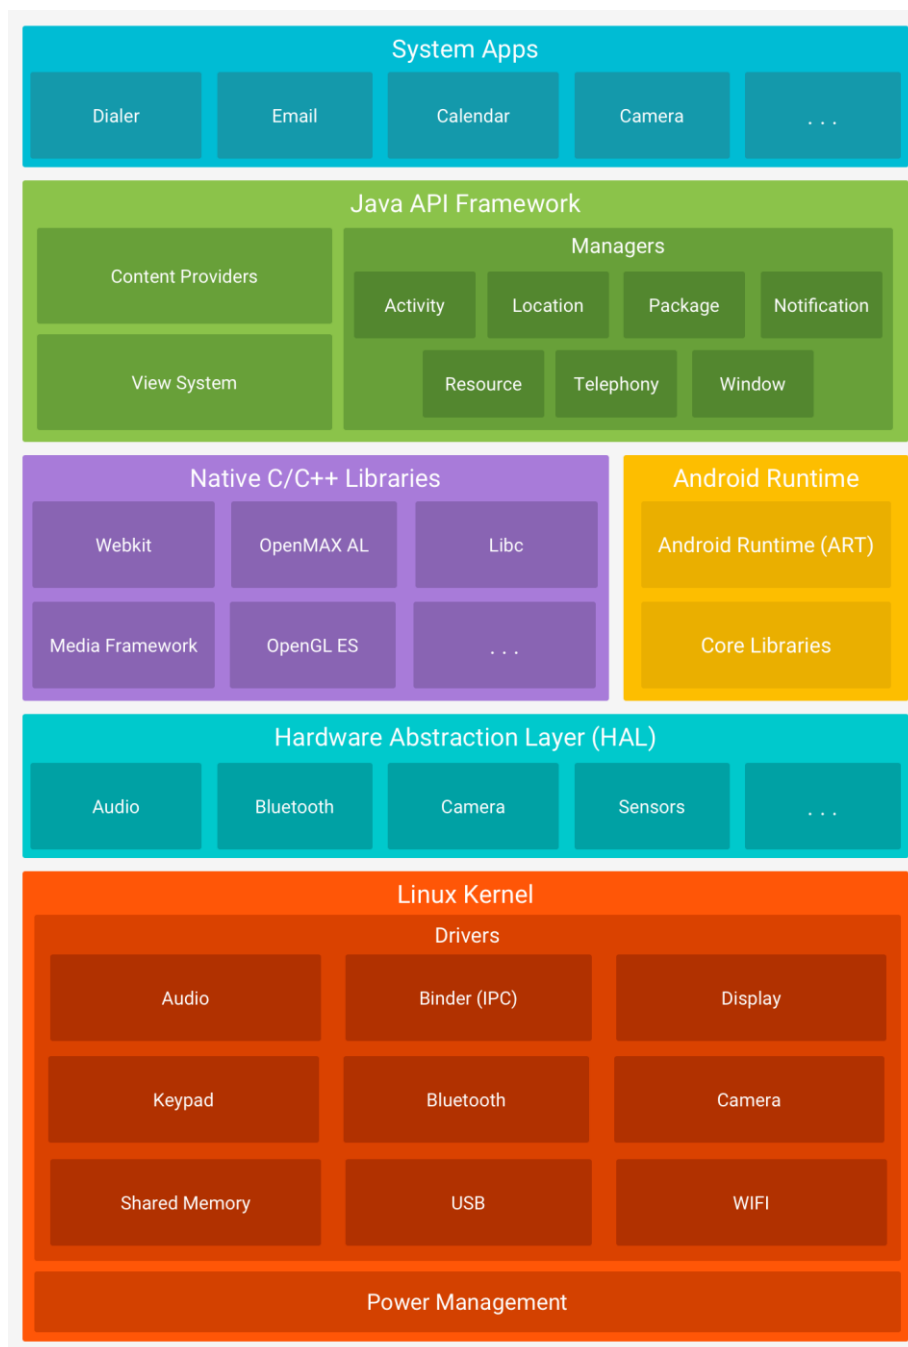 System Apps
Dialer
Email
Calendar
Camera
. . .
Java API Framework
Content Providers
View System
Managers
Activity
Location
Package
Notification
Resource
Telephony
Window
Native C/C++ Libraries
Webkit
OpenMAX AL
Libc
Media Framework
OpenGL ES
. . .
Android Runtime
Android Runtime (ART)
Core Libraries
Hardware Abstraction Layer (HAL)
Audio
Bluetooth
Camera
Sensors
. . .
Linux Kernel
Drivers
Audio
Binder (IPC)
Display
Keypad
Bluetooth
Camera
Shared Memory
USB
WIFI
Power Management